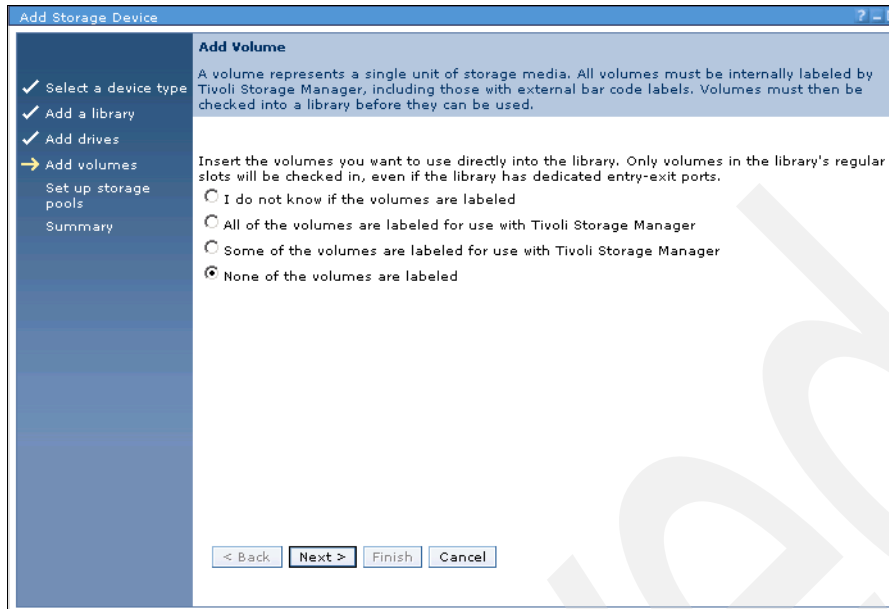 Add Storage Device
? –
Select a device type
Add a library
Add drives
Add volumes
Set up storage
pools
Summary
Add Volume
A volume represents a single unit of storage media. All volumes must be internally labeled by
Tivoli Storage Manager, including those with external bar code labels. Volumes must then be
checked into a library before they can be used.
Insert the volumes you want to use directly into the library. Only volumes in the library's regular
slots will be checked in, even if the library has dedicated entry-exit ports.
I do not know if the volumes are labeled
All of the volumes are labeled for use with Tivoli Storage Manager
Some of the volumes are labeled for use with Tivoli Storage Manager
None of the volumes are labeled
< Back Next > Finish Cancel